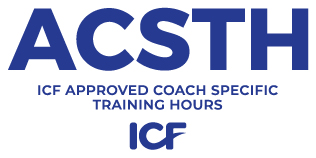 ACSTH
ICF APPROVED COACH SPECIFIC
TRAINING HOURS
ICF